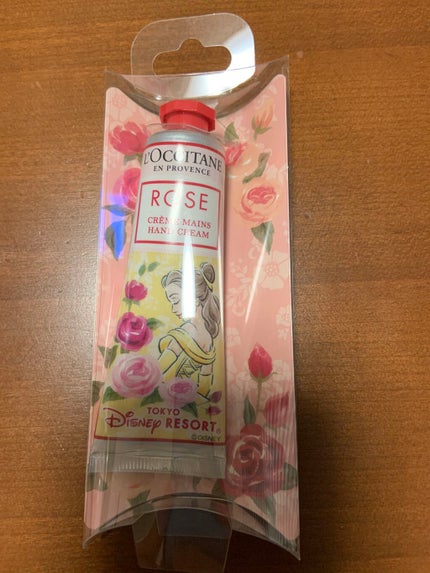 L'OCCITANE
EN PROVENCE
ROSE
CRÈME MAINS
HAND CREAM
TOKYO
Disney RESORT®
©DISNEY